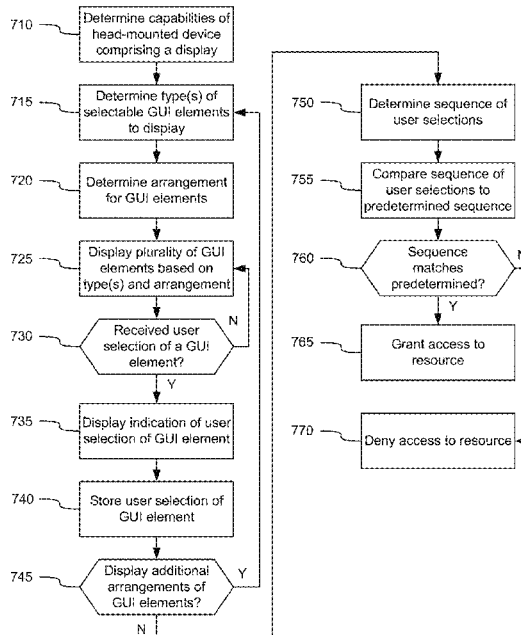 710
Determine capabilities of
head-mounted device
comprising a display
715
Determine type(s) of
selectable GUI elements
to display
720
Determine arrangement
for GUI elements
725
Display plurality of GUI
elements based on
type(s) and arrangement
730
Received user
selection of a GUI
element?
N
Y
735
Display indication of user
selection of GUI element
740
Store user selection of
GUI element
745
Display additional
arrangements of
GUI elements?
Y
N
750
Determine sequence of
user selections
755
Compare sequence of
user selections to
predetermined sequence
760
Sequence
matches
predetermined?
N
Y
765
Grant access to
resource
770
Deny access to resource